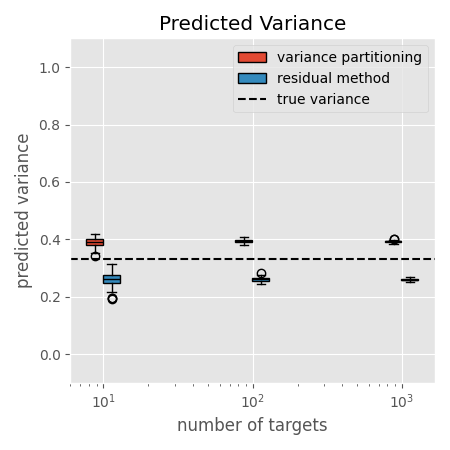 Predicted Variance
variance partitioning
residual method
true variance
predicted variance
1.0
0.8
0.6
0.4
0.2
0.0
10¹
10²
10³
number of targets